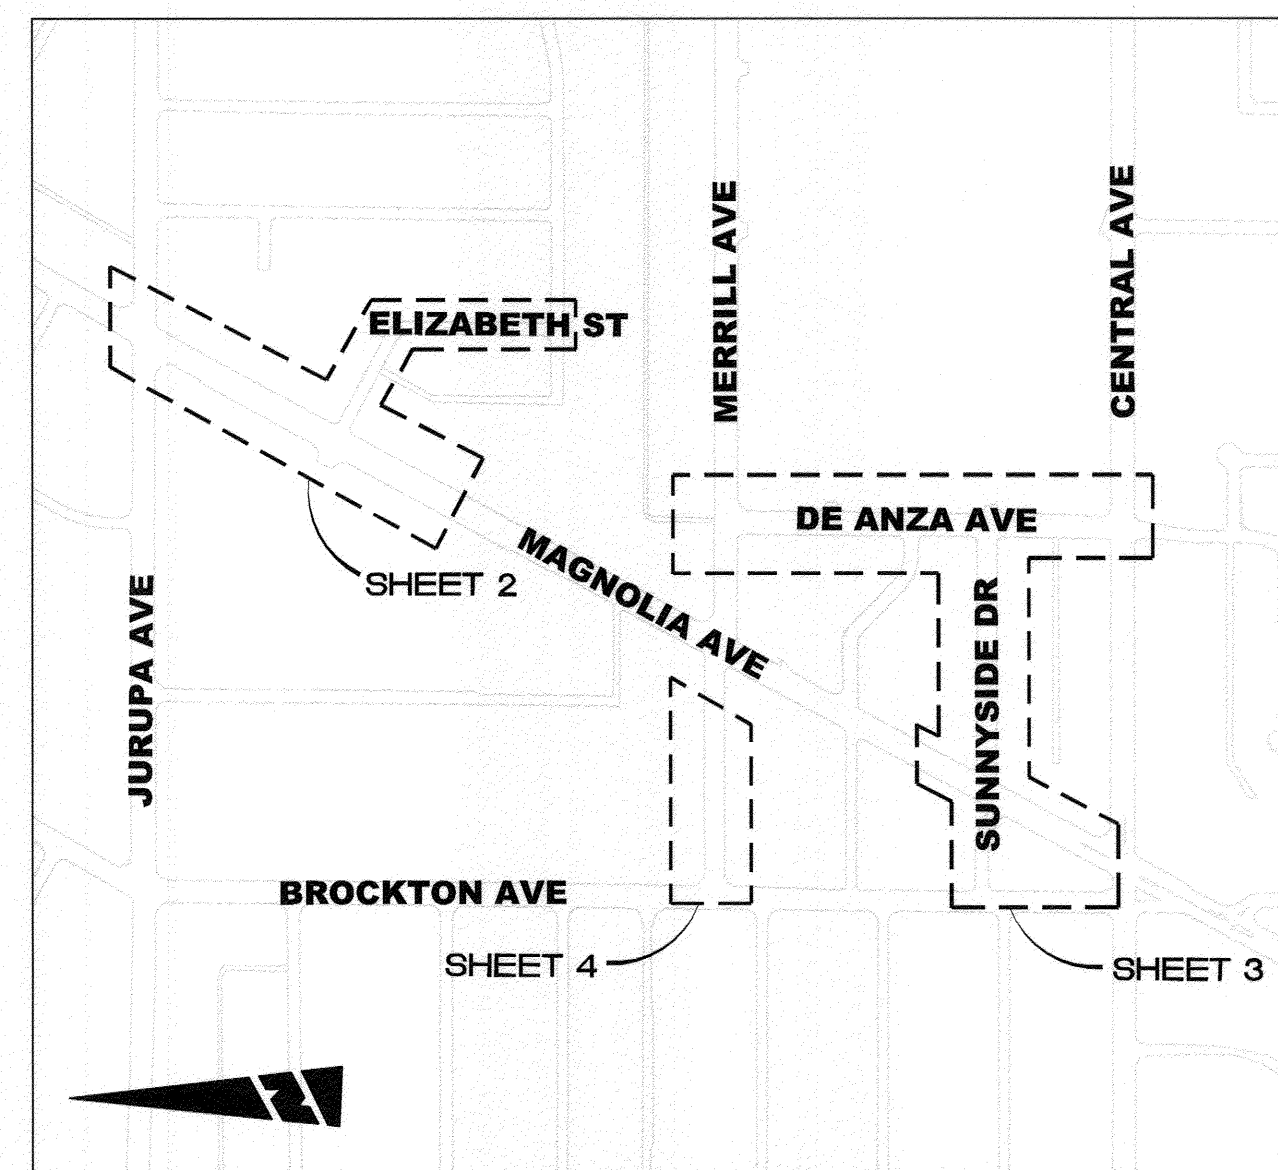 MERRILL AVE
CENTRAL AVE
ELIZABETH ST
DE ANZA AVE
MAGNOLIA AVE
SHEET 2
JURUPA AVE
SUNNYSIDE DR
BROCKTON AVE
SHEET 4
SHEET 3
N